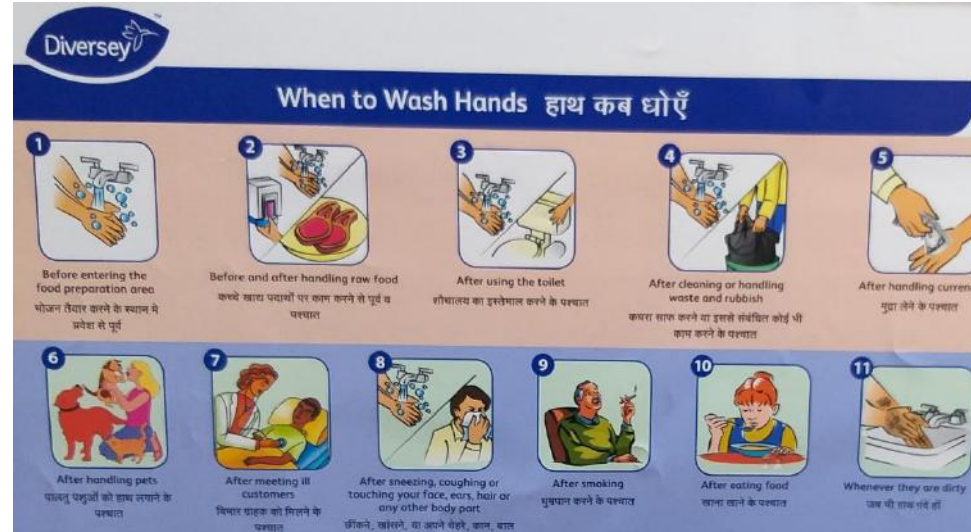 Diversey
When to Wash Hands हाथ कब धोएँ
1
Before entering the
food preparation area
भोजन तैयार करने के स्थान मे
प्रवेश से पूर्व
2
Before and after handling raw food
कच्चे खाद्य पदार्थों पर काम करने से पूर्व व
पश्चात
3
After using the toilet
शौचालय का इस्तेमाल करने के पश्चात
4
After cleaning or handling
waste and rubbish
कचरा साफ करने या इससे संबंधित कोई भी
काम करने के पश्चात
5
After handling curren
मुद्रा लेने के पश्चात
6
After handling pets
पालतु पशुओं को हाथ लगाने के
पश्चात
7
After meeting ill
customers
बिमार ग्राहक को मिलने के
पश्चात
8
After sneezing, coughing or
touching your face, ears, hair or
any other body part
छींकने, खांसने, या अपने चेहरे, कान, बाल
9
After smoking
धुम्रपान करने के पश्चात
10
After eating food
खाना खाने के पश्चात
11
Whenever they are dirty
जब भी हाथ गंदे हों